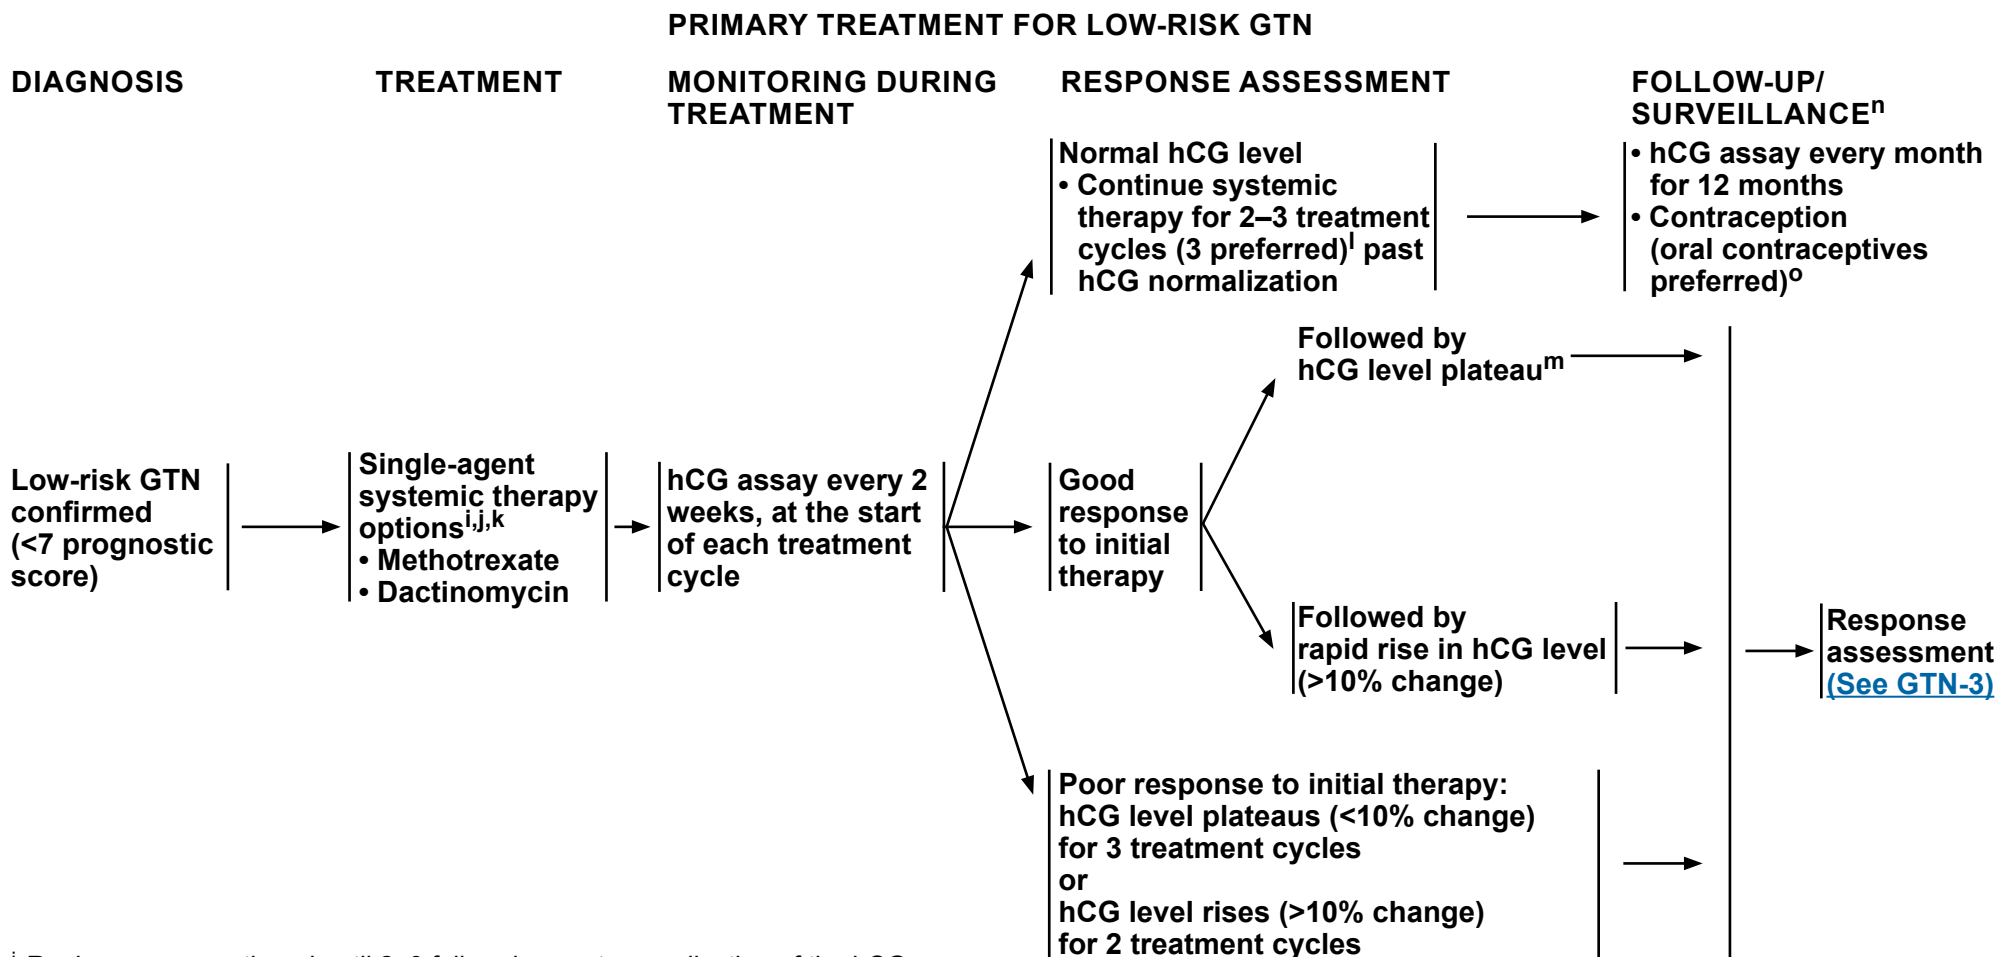 PRIMARY TREATMENT FOR LOW-RISK GTN
DIAGNOSIS
TREATMENT
MONITORING DURING
TREATMENT
RESPONSE ASSESSMENT
FOLLOW-UP/
SURVEILLANCEⁿ
Low-risk GTN
confirmed
(<7 prognostic
score)
Single-agent
systemic therapy
optionsⁱ,ʲ,ᵏ
• Methotrexate
• Dactinomycin
hCG assay every 2
weeks, at the start
of each treatment
cycle
Normal hCG level
• Continue systemic
therapy for 2–3 treatment
cycles (3 preferred)ˡ past
hCG normalization
• hCG assay every month
for 12 months
• Contraception
(oral contraceptives
preferred)ᵒ
Good
response
to initial
therapy
Followed by
hCG level plateauᵐ
Followed by
rapid rise in hCG level
(>10% change)
Poor response to initial therapy:
hCG level plateaus (<10% change)
for 3 treatment cycles
or
hCG level rises (>10% change)
for 2 treatment cycles
Response
assessment
(See GTN-3)